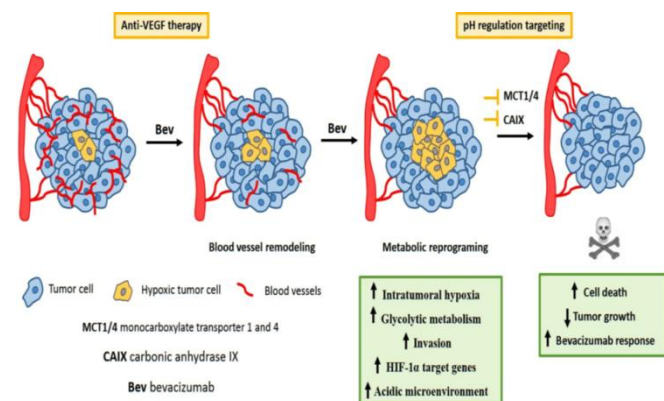 Anti-VEGF therapy
pH regulation targeting
MCT1/4
CAIX
Bev
Bev
Blood vessel remodeling
Metabolic reprograming
Tumor cell
Hypoxic tumor cell
Blood vessels
MCT1/4 monocarboxylate transporter 1 and 4
CAIX carbonic anhydrase IX
Bev bevacizumab
↑ Intratumoral hypoxia
↑ Glycolytic metabolism
↑ Invasion
↑ HIF-1α target genes
↑ Acidic microenvironment
↑ Cell death
↓ Tumor growth
↑ Bevacizumab response